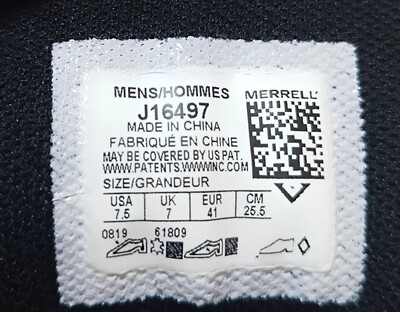 MENS/HOMMES
MERRELL
J16497
MADE IN CHINA
FABRIQUÉ EN CHINE
MAY BE COVERED BY US PAT.
WWW.PATENTS.WWWINC.COM
SIZE/GRANDEUR
USA UK EUR CM
7.5 7 41 25.5
0819 61809